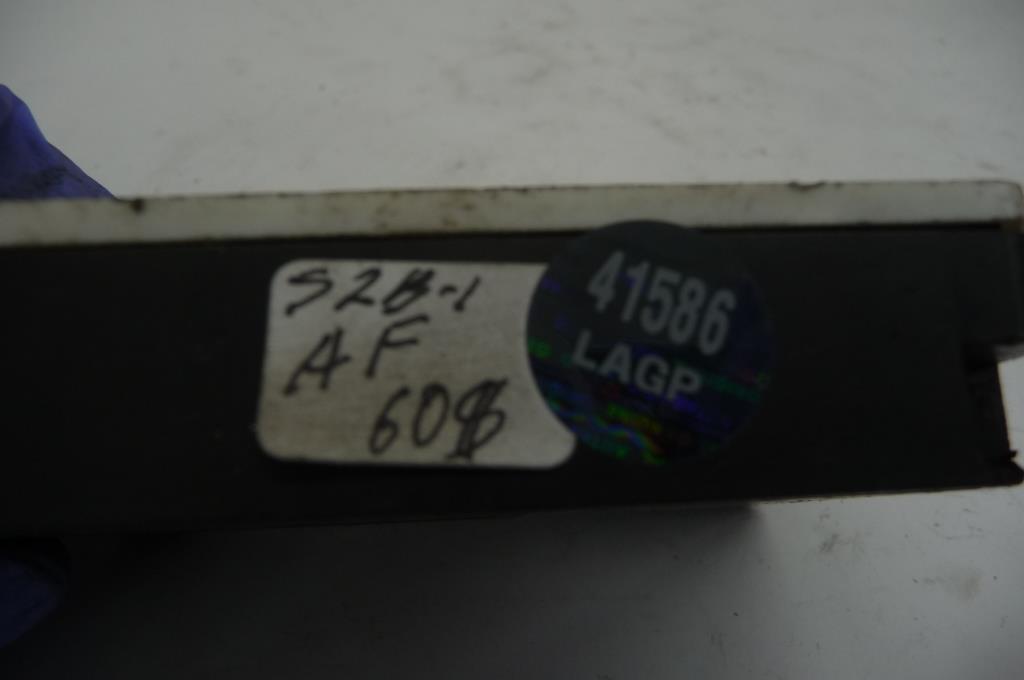 S2B-1
AF
60$
41586
LAGP